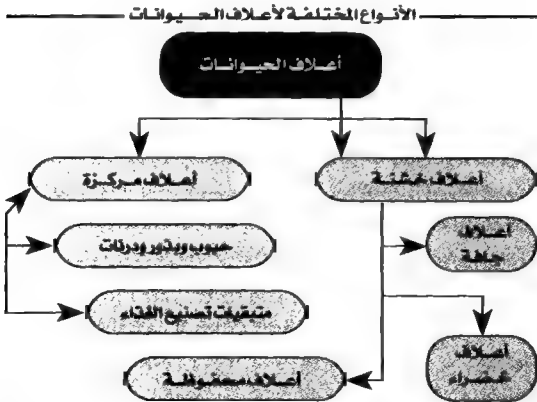 الأنواع المختلفة لأعلاف الحيوانات
أعلاف الحيوانات
أعلاف خشنة
أعلاف مركزة
أعلاف
جافة
حبوب وبذور ودرنات
متبقيات تصنيع الغذاء
أعلاف
خضراء
أعلاف محفوظة